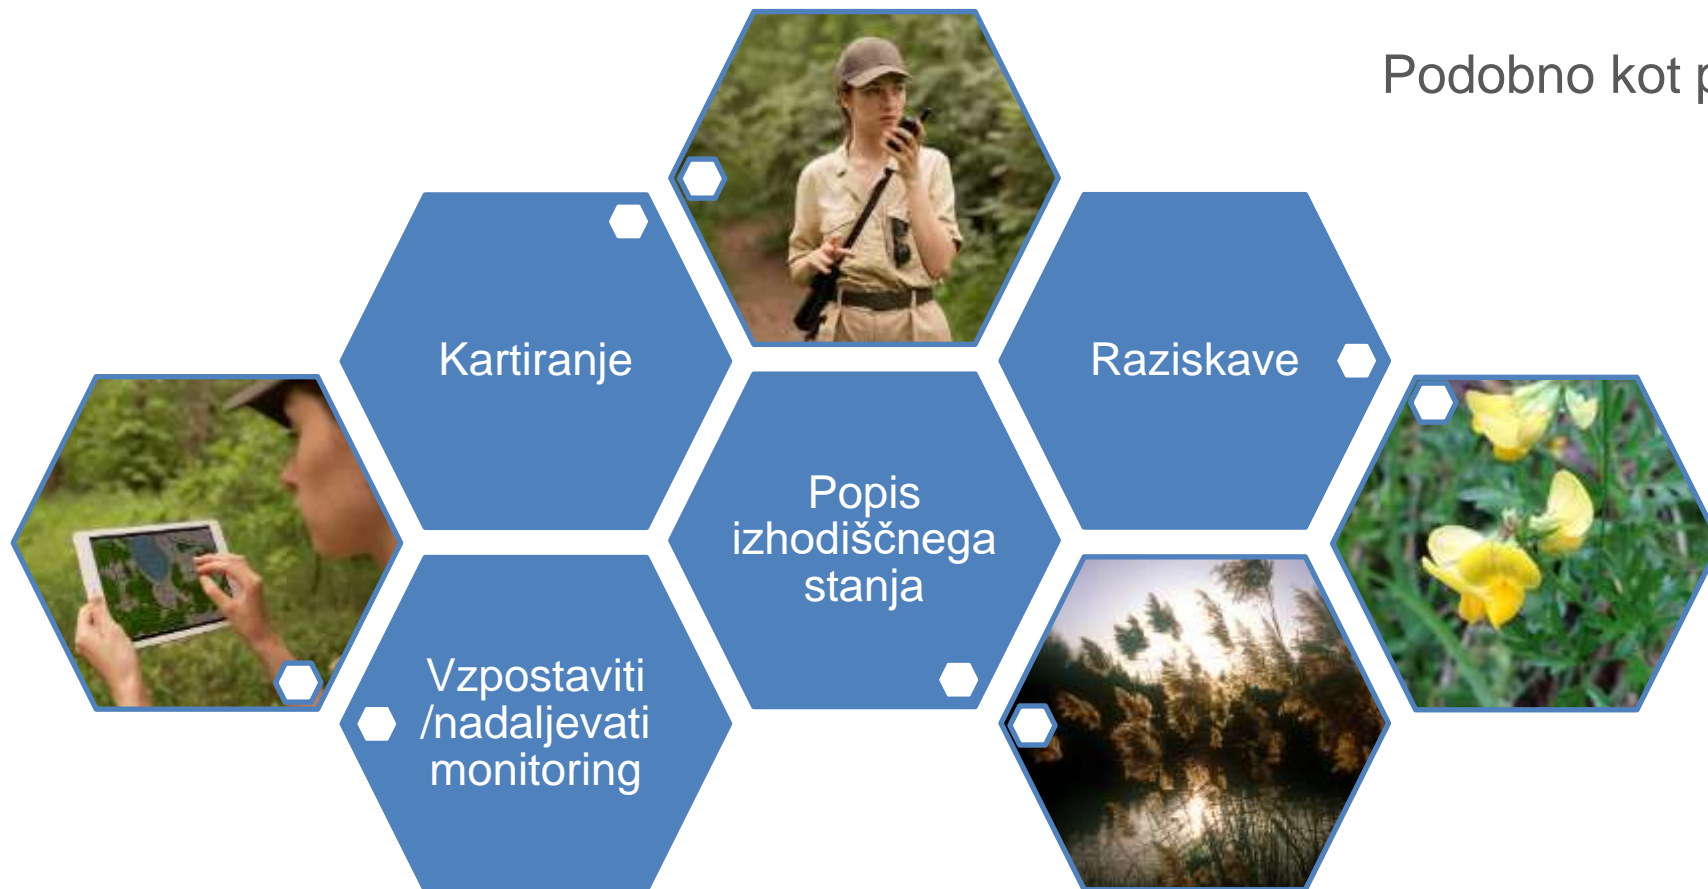 Podobno kot
Kartiranje
Raziskave
Popis
izhodiščnega
stanja
Vzpostaviti
/nadaljevati
monitoring